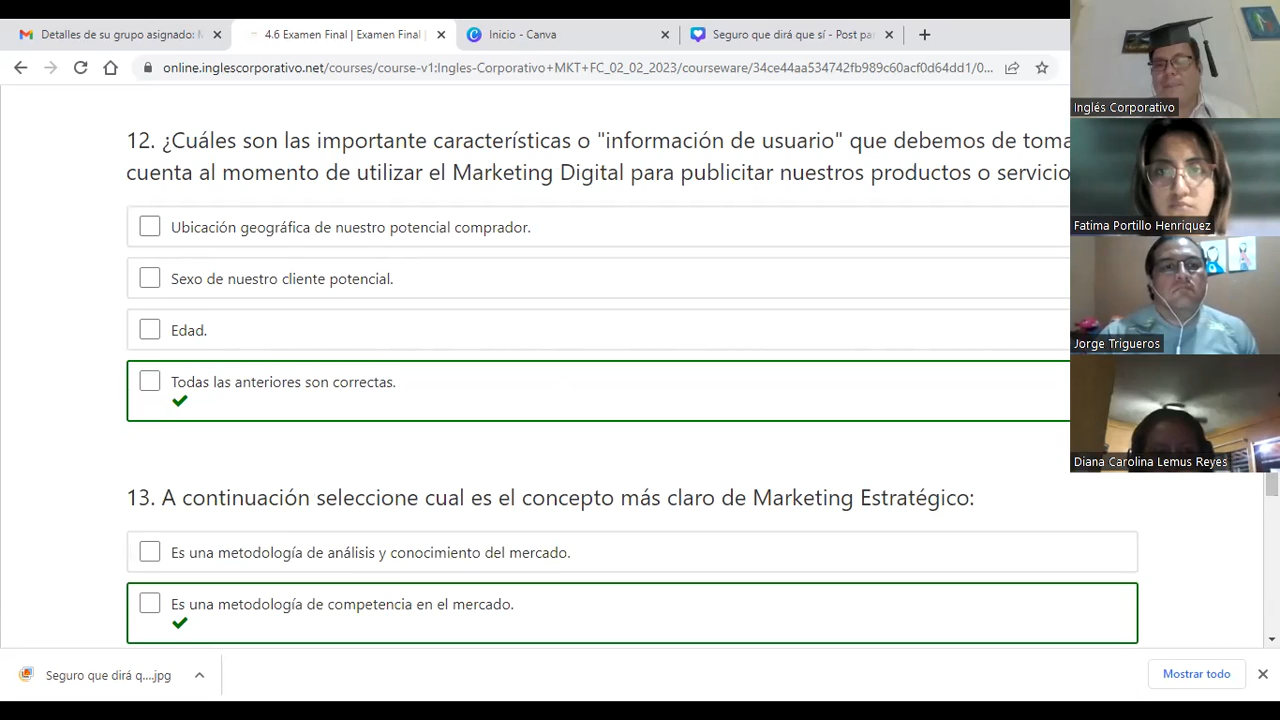 Detalles de su grupo asignado:
4.6 Examen Final | Examen Final |
Inicio - Canva
Seguro que dirá que sí - Post pa
online.inglescorporativo.net/courses/course-v1:Ingles-Corporativo+MKT+FC_02_02_2023/courseware/34ce44aa534742fb989c60acf0d64dd1/0...
12. ¿Cuáles son las importante características o "información de usuario" que debemos de toma
cuenta al momento de utilizar el Marketing Digital para publicitar nuestros productos o servicio
Ubicación geográfica de nuestro potencial comprador.
Sexo de nuestro cliente potencial.
Edad.
Todas las anteriores son correctas.
13. A continuación seleccione cual es el concepto más claro de Marketing Estratégico:
Es una metodología de análisis y conocimiento del mercado.
Es una metodología de competencia en el mercado.
Inglés Corporativo
Fatima Portillo Henriquez
Jorge Trigueros
Diana Carolina Lemus Reyes
Seguro que dirá q....jpg
Mostrar todo